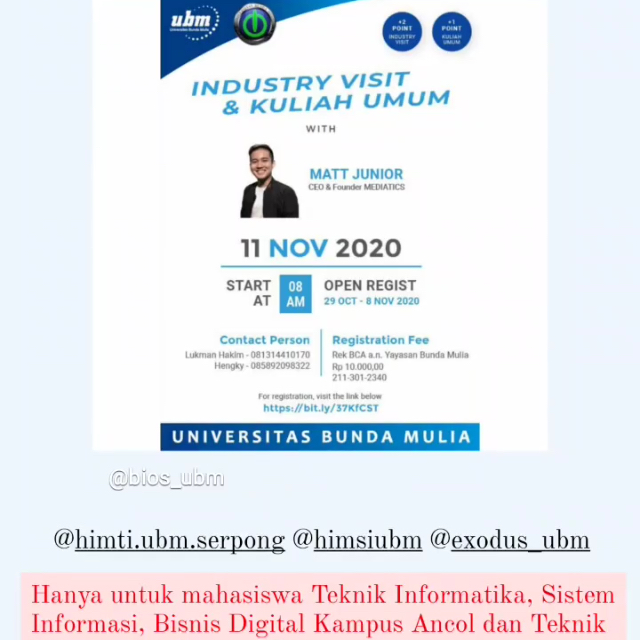 ubm
Universitas Bunda Mulia
+2
POINT
INDUSTRY
VISIT
+1
POINT
KULIAH
UMUM
INDUSTRY VISIT
& KULIAH UMUM
WITH
MATT JUNIOR
CEO & Founder MEDIATICS
11 NOV 2020
START
AT
08
AM
OPEN REGIST
29 OCT - 8 NOV 2020
Contact Person
Lukman Hakim - 081314410170
Hengky - 085892098322
Registration Fee
Rek BCA a.n. Yayasan Bunda Mulia
Rp 10.000,00
211-301-2340
For registration, visit the link below
https://bit.ly/37KfCST
UNIVERSITAS BUNDA MULIA
@bios_ubm
@himti.ubm.serpong @himsiubm @exodus_ubm
Hanya untuk mahasiswa Teknik Informatika, Sistem
Informasi, Bisnis Digital Kampus Ancol dan Teknik